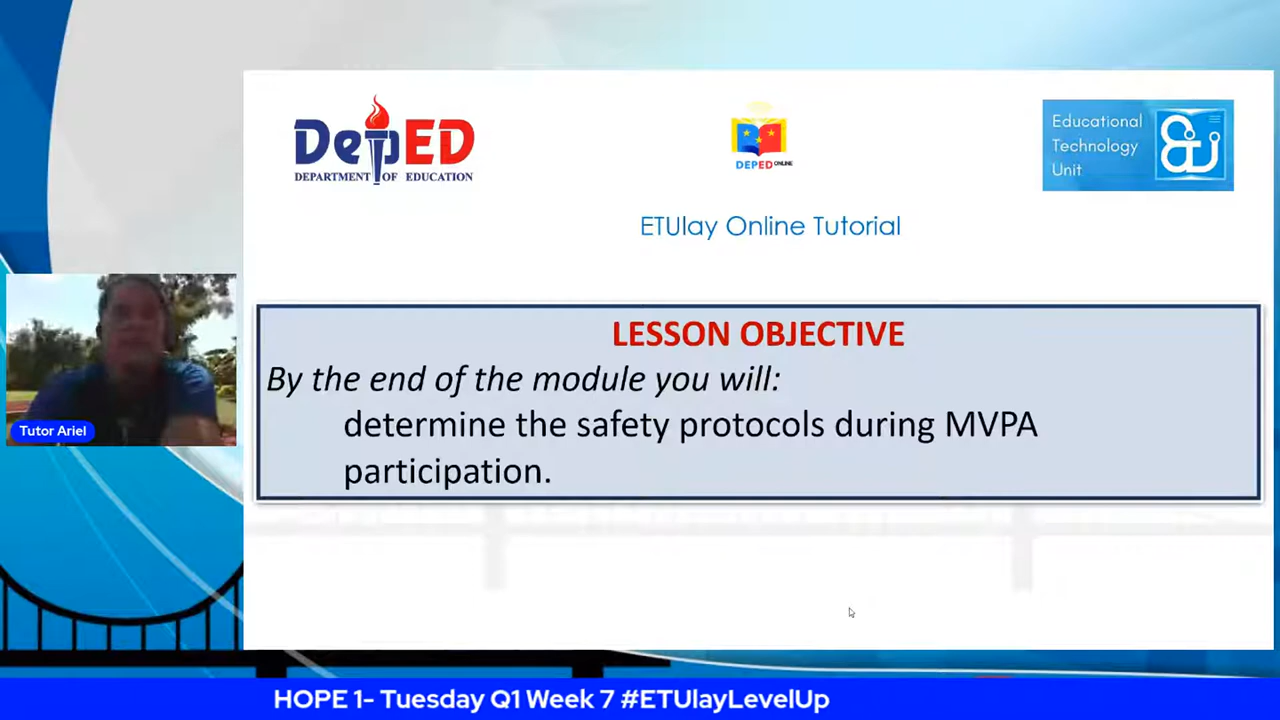 DepED
DEPARTMENT OF EDUCATION
DEPED ONLINE
Educational
Technology
Unit
ETUlay Online Tutorial
LESSON OBJECTIVE
By the end of the module you will:
determine the safety protocols during MVPA
participation.
Tutor Ariel
HOPE 1- Tuesday Q1 Week 7 #ETUlayLevelUp